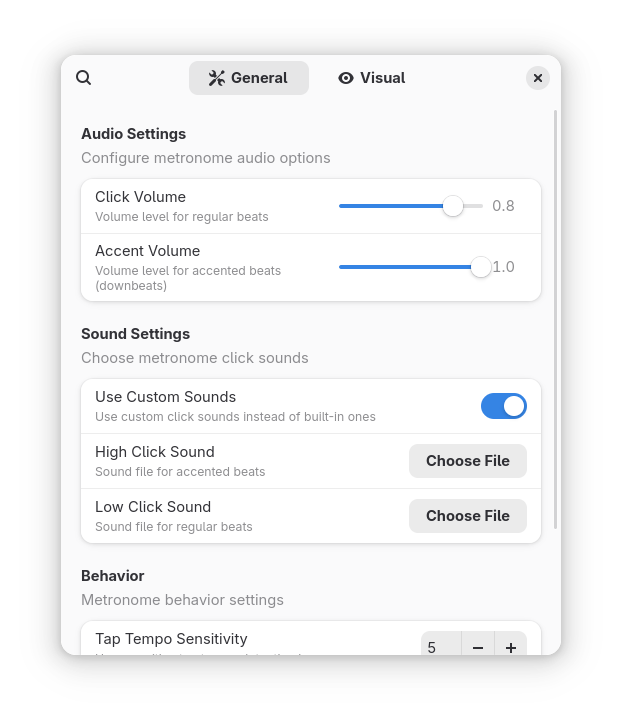 General
Visual
Audio Settings
Configure metronome audio options
Click Volume
Volume level for regular beats
0.8
Accent Volume
Volume level for accented beats
(downbeats)
1.0
Sound Settings
Choose metronome click sounds
Use Custom Sounds
Use custom click sounds instead of built-in ones
High Click Sound
Sound file for accented beats
Choose File
Low Click Sound
Sound file for regular beats
Choose File
Behavior
Metronome behavior settings
Tap Tempo Sensitivity
5